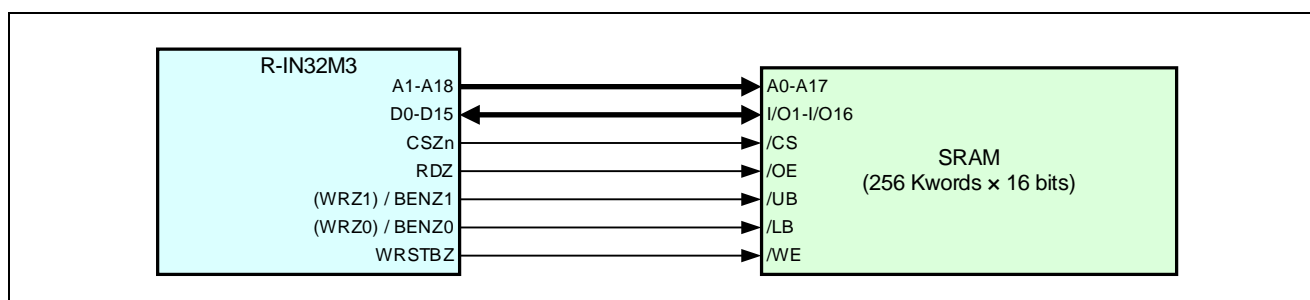 R-IN32M3
A1-A18
A0-A17
D0-D15
I/O1-I/O16
CSZn
/CS
RDZ
/OE
(WRZ1) / BENZ1
/UB
(WRZ0) / BENZ0
/LB
WRSTBZ
/WE
SRAM
(256 Kwords × 16 bits)